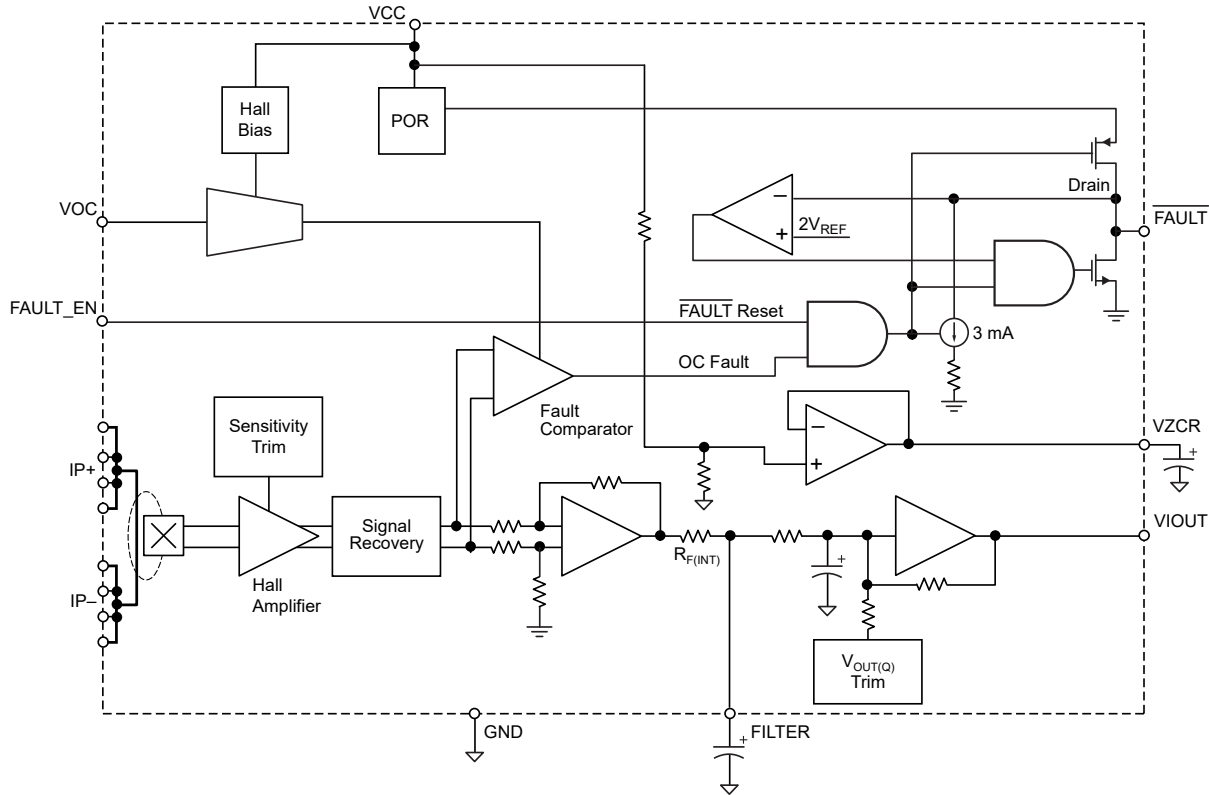 VCC
Hall
Bias
POR
VOC
Drain
FAULT
2VREF
FAULT_EN
FAULT Reset
3 mA
OC Fault
Fault
Comparator
Sensitivity
Trim
VZCR
IP+
Signal
Recovery
VIOUT
RF(INT)
Hall
Amplifier
IP–
VOUT(Q)
Trim
GND
FILTER